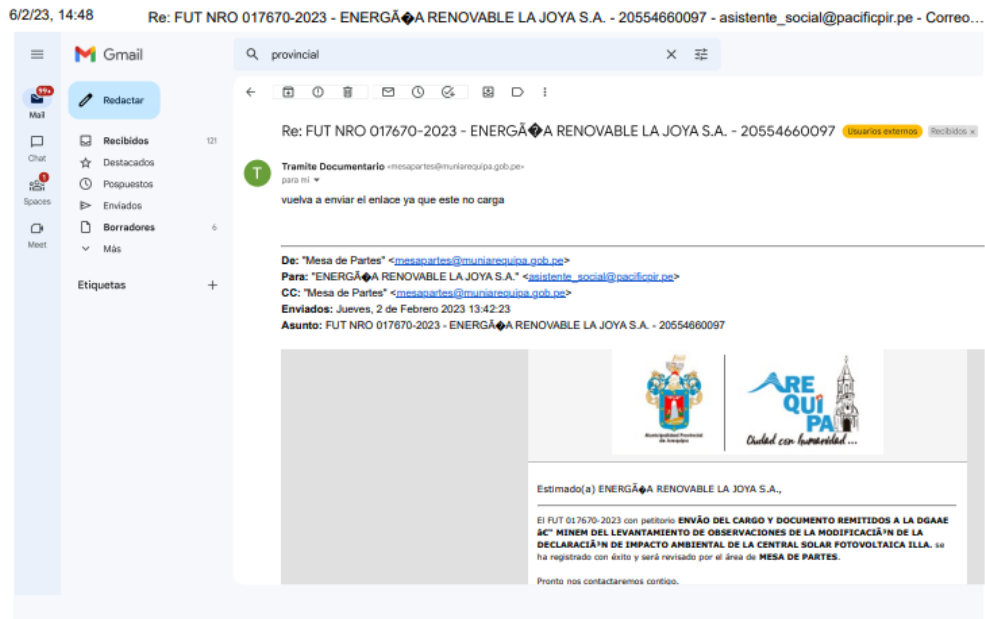 6/2/23, 14:48 Re: FUT NRO 017670-2023 - ENERGÃ�A RENOVABLE LA JOYA S.A. - 20554660097 - asistente_social@pacificpir.pe - Correo…
Gmail
provincial
99+
Mail
Redactar
Chat
Spaces
Meet
Recibidos 121
Destacados
Pospuestos
Enviados
Borradores 6
Más
Etiquetas +
Re: FUT NRO 017670-2023 - ENERGÃ�A RENOVABLE LA JOYA S.A. - 20554660097 Usuarios externos Recibidos x
T
Tramite Documentario <mesapartes@muniarequipa.gob.pe>
para mí
vuelva a enviar el enlace ya que este no carga
De: "Mesa de Partes" <mesapartes@muniarequipa.gob.pe>
Para: "ENERGÃ�A RENOVABLE LA JOYA S.A." <asistente_social@pacificpir.pe>
CC: "Mesa de Partes" <mesapartes@muniarequipa.gob.pe>
Enviados: Jueves, 2 de Febrero 2023 13:42:23
Asunto: FUT NRO 017670-2023 - ENERGÃ�A RENOVABLE LA JOYA S.A. - 20554660097
Municipalidad Provincial
de Arequipa
AREQUIPA
Ciudad con humanidad...
Estimado(a) ENERGÃ�A RENOVABLE LA JOYA S.A.,
El FUT 017670-2023 con petitorio ENVÃO DEL CARGO Y DOCUMENTO REMITIDOS A LA DGAAE
â€" MINEM DEL LEVANTAMIENTO DE OBSERVACIONES DE LA MODIFICACIÃ³N DE LA
DECLARACIÃ³N DE IMPACTO AMBIENTAL DE LA CENTRAL SOLAR FOTOVOLTAICA ILLA. se
ha registrado con éxito y será revisado por el área de MESA DE PARTES.
Pronto nos contactaremos contigo.